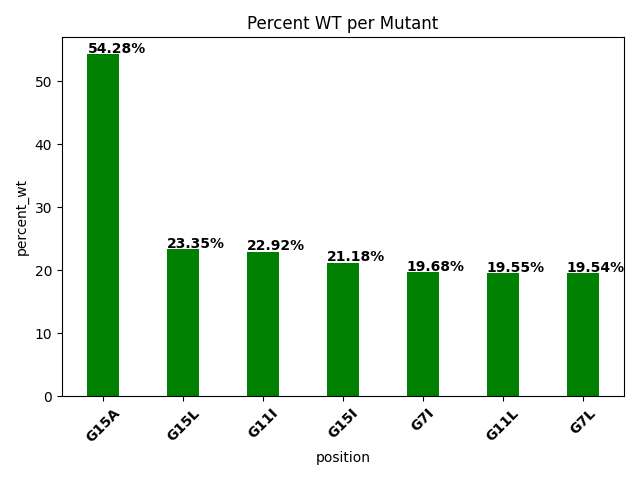 Percent WT per Mutant
54.28%
23.35%
22.92%
21.18%
19.68%
19.55%
19.54%
percent_wt
50
40
30
20
10
0
G15A
G15L
G11I
G15I
G7I
G11L
G7L
position